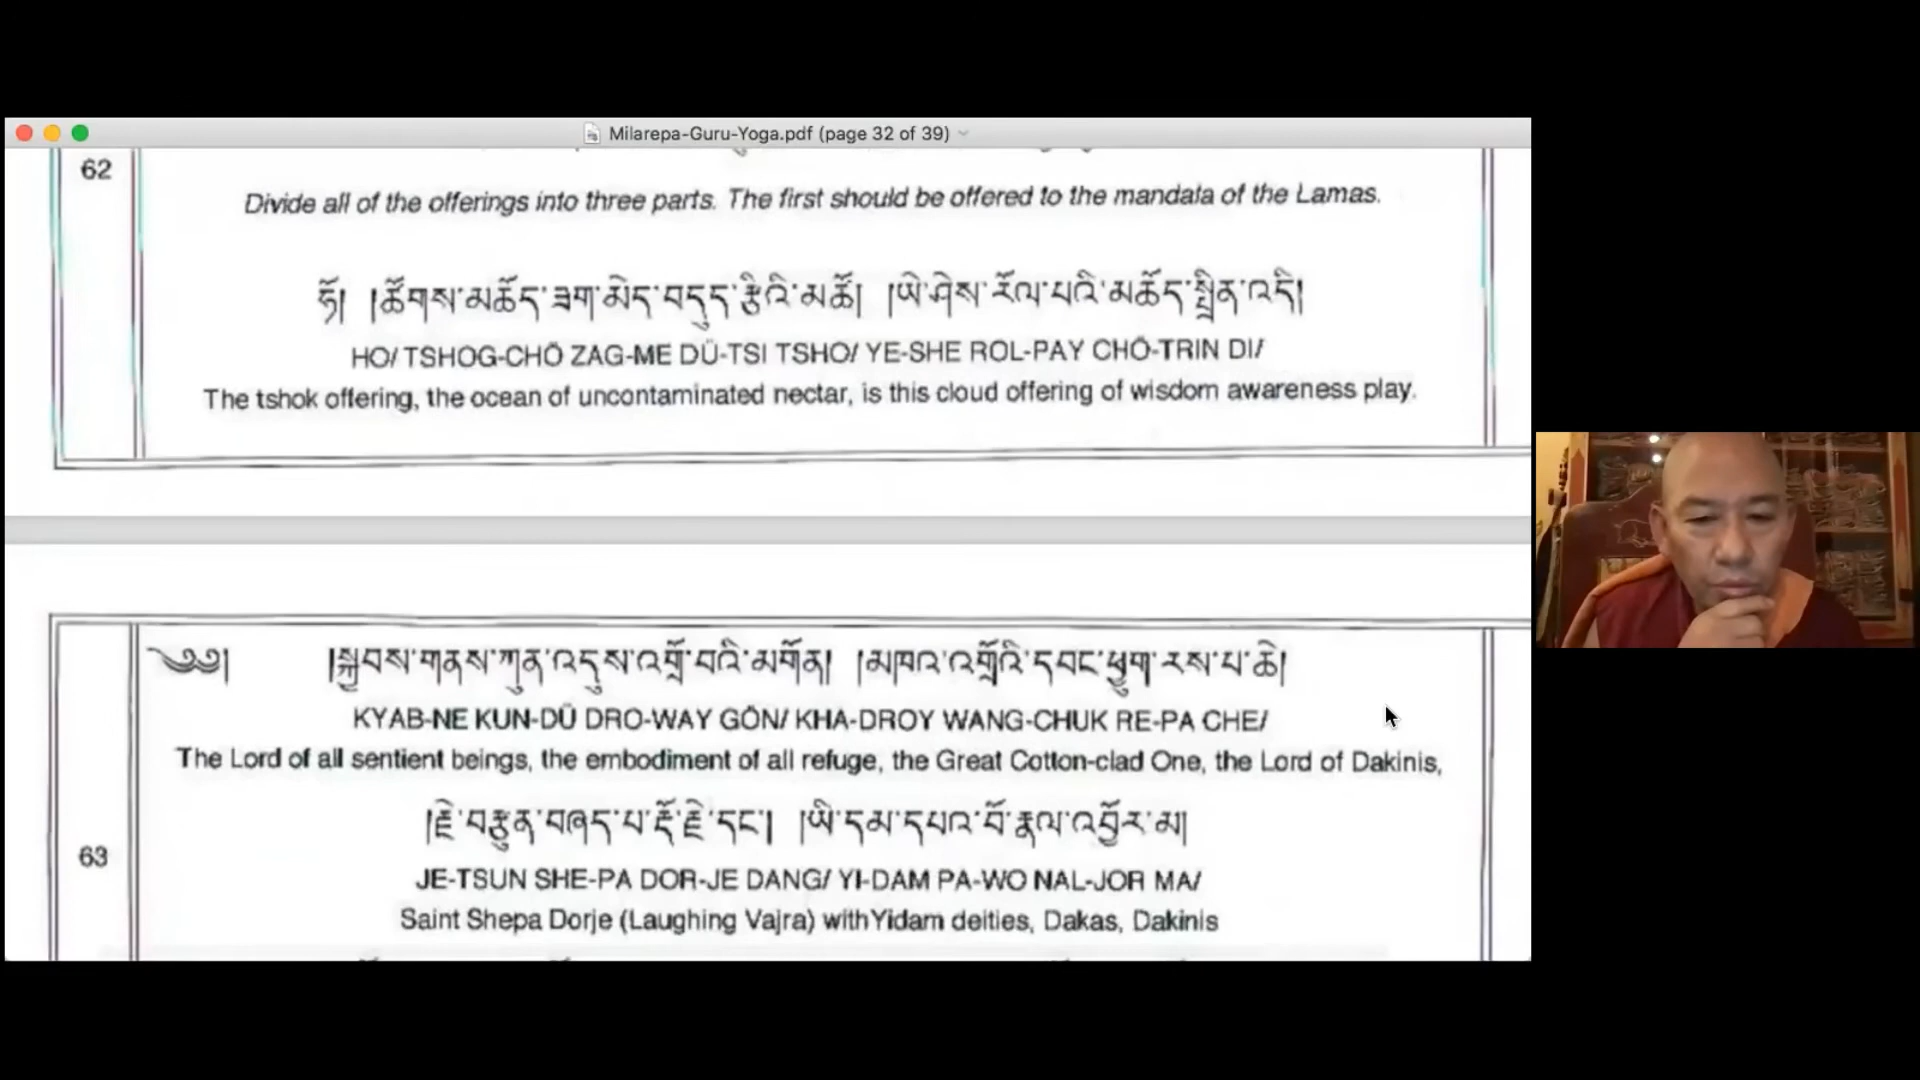 Milarepa-Guru-Yoga.pdf (page 32 of 39)
62
Divide all of the offerings into three parts. The first should be offered to the mandala of the Lamas.
ཧོ། །ཚོགས་མཆོད་ཟག་མེད་བདུད་རྩིའི་མཚོ། །ཡེ་ཤེས་རོལ་པའི་མཆོད་སྤྲིན་འདི།
HO/ TSHOG-CHÖ ZAG-ME DÜ-TSI TSHO/ YE-SHE ROL-PAY CHÖ-TRIN DI/
The tshok offering, the ocean of uncontaminated nectar, is this cloud offering of wisdom awareness play.
༄༅། །སྐྱབས་གནས་ཀུན་འདུས་འགྲོ་བའི་མགོན། །མཁའ་འགྲོའི་དབང་ཕྱུག་རས་པ་ཆེ།
KYAB-NE KUN-DÜ DRO-WAY GÖN/ KHA-DROY WANG-CHUK RE-PA CHE/
The Lord of all sentient beings, the embodiment of all refuge, the Great Cotton-clad One, the Lord of Dakinis,
།རྗེ་བཙུན་བཞད་པ་རྡོ་རྗེ་དང་། །ཡི་དམ་དཔའ་བོ་རྣལ་འབྱོར་མ།
63
JE-TSUN SHE-PA DOR-JE DANG/ YI-DAM PA-WO NAL-JOR MA/
Saint Shepa Dorje (Laughing Vajra) with Yidam deities, Dakas, Dakinis